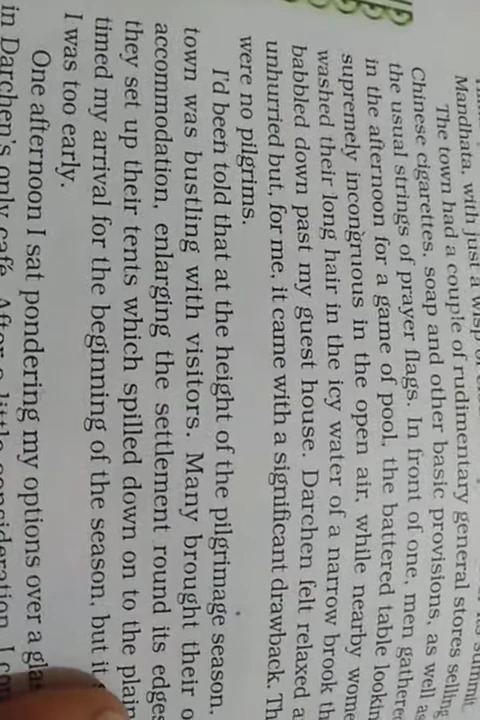 Mandhata, with just a wisp of
The town had a couple of rudimentary general stores selling
Chinese cigarettes, soap and other basic provisions, as well as
the usual strings of prayer flags. In front of one, men gathere
in the afternoon for a game of pool, the battered table lookin
supremely incongruous in the open air, while nearby wome
washed their long hair in the icy water of a narrow brook th
babbled down past my guest house. Darchen felt relaxed a
unhurried but, for me, it came with a significant drawback. Th
were no pilgrims.
I'd been told that at the height of the pilgrimage season,
town was bustling with visitors. Many brought their o
accommodation, enlarging the settlement round its edges
they set up their tents which spilled down on to the plain
timed my arrival for the beginning of the season, but it s
I was too early.
One afternoon I sat pondering my options over a glas
in Darchen's only café. After a little consideration, I con